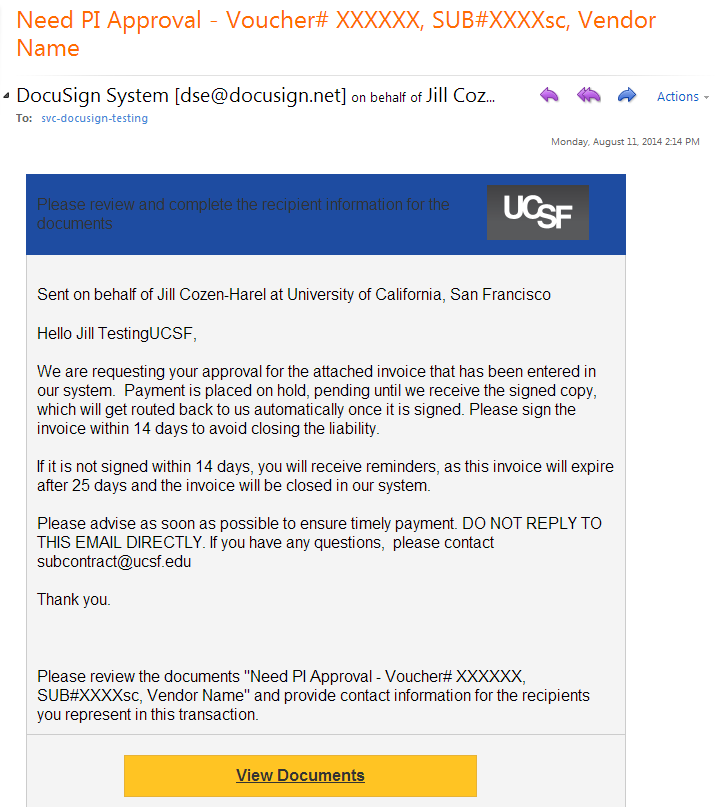 Need PI Approval - Voucher# XXXXXX, SUB#XXXXsc, Vendor
Name
DocuSign System [dse@docusign.net] on behalf of Jill Coz...
Actions
To: svc-docusign-testing
Monday, August 11, 2014 2:14 PM
Please review and complete the recipient information for the
documents
UCSF
Sent on behalf of Jill Cozen-Harel at University of California, San Francisco
Hello Jill TestingUCSF,
We are requesting your approval for the attached invoice that has been entered in
our system.  Payment is placed on hold, pending until we receive the signed copy,
which will get routed back to us automatically once it is signed. Please sign the
invoice within 14 days to avoid closing the liability.
If it is not signed within 14 days, you will receive reminders, as this invoice will expire
after 25 days and the invoice will be closed in our system.
Please advise as soon as possible to ensure timely payment. DO NOT REPLY TO
THIS EMAIL DIRECTLY. If you have any questions,  please contact
subcontract@ucsf.edu
Thank you.
Please review the documents "Need PI Approval - Voucher# XXXXXX,
SUB#XXXXsc, Vendor Name" and provide contact information for the recipients
you represent in this transaction.
View Documents